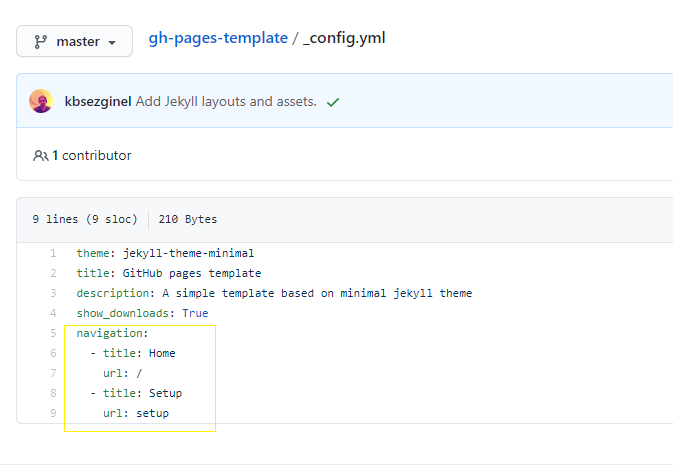 master
gh-pages-template / _config.yml
kbsezginel Add Jekyll layouts and assets.
1 contributor
9 lines (9 sloc) 210 Bytes
1 theme: jekyll-theme-minimal
2 title: GitHub pages template
3 description: A simple template based on minimal jekyll theme
4 show_downloads: True
5 navigation:
6 - title: Home
7 url: /
8 - title: Setup
9 url: setup